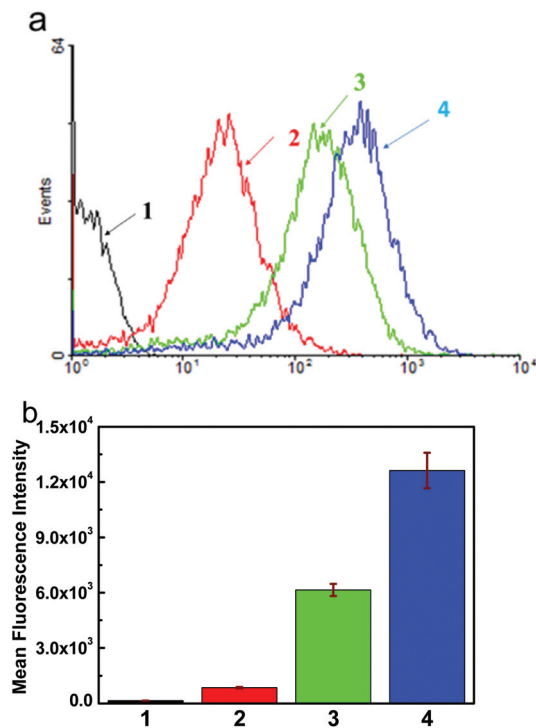 a
64
Events
0
1
2
3
4
10⁰ 10¹ 10² 10³ 10⁴
b
Mean Fluorescence Intensity
1.5x10⁴
1.2x10⁴
9.0x10³
6.0x10³
3.0x10³
0.0
1 2 3 4